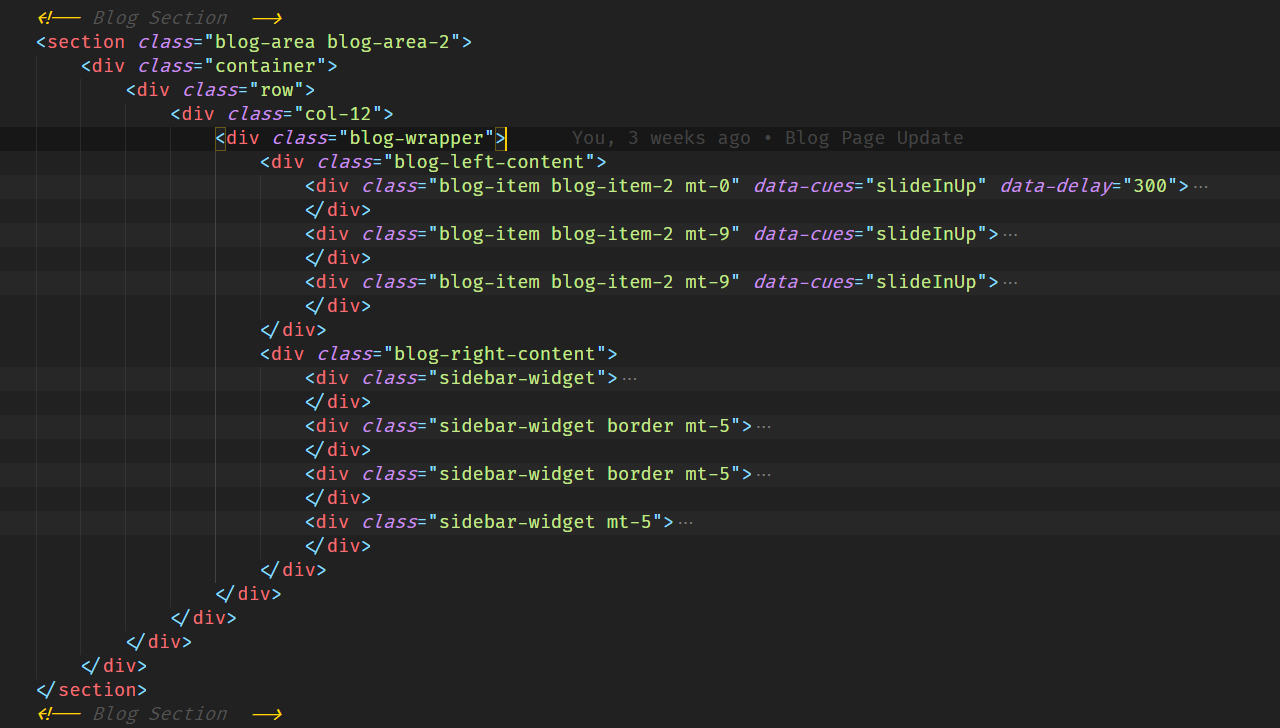 <!-- Blog Section  -->
<section class="blog-area blog-area-2">
    <div class="container">
        <div class="row">
            <div class="col-12">
                <div class="blog-wrapper">      You, 3 weeks ago • Blog Page Update
                    <div class="blog-left-content">
                        <div class="blog-item blog-item-2 mt-0" data-cues="slideInUp" data-delay="300">···
                        </div>
                        <div class="blog-item blog-item-2 mt-9" data-cues="slideInUp">···
                        </div>
                        <div class="blog-item blog-item-2 mt-9" data-cues="slideInUp">···
                        </div>
                    </div>
                    <div class="blog-right-content">
                        <div class="sidebar-widget">···
                        </div>
                        <div class="sidebar-widget border mt-5">···
                        </div>
                        <div class="sidebar-widget border mt-5">···
                        </div>
                        <div class="sidebar-widget mt-5">···
                        </div>
                    </div>
                </div>
            </div>
        </div>
    </div>
</section>
<!-- Blog Section  -->